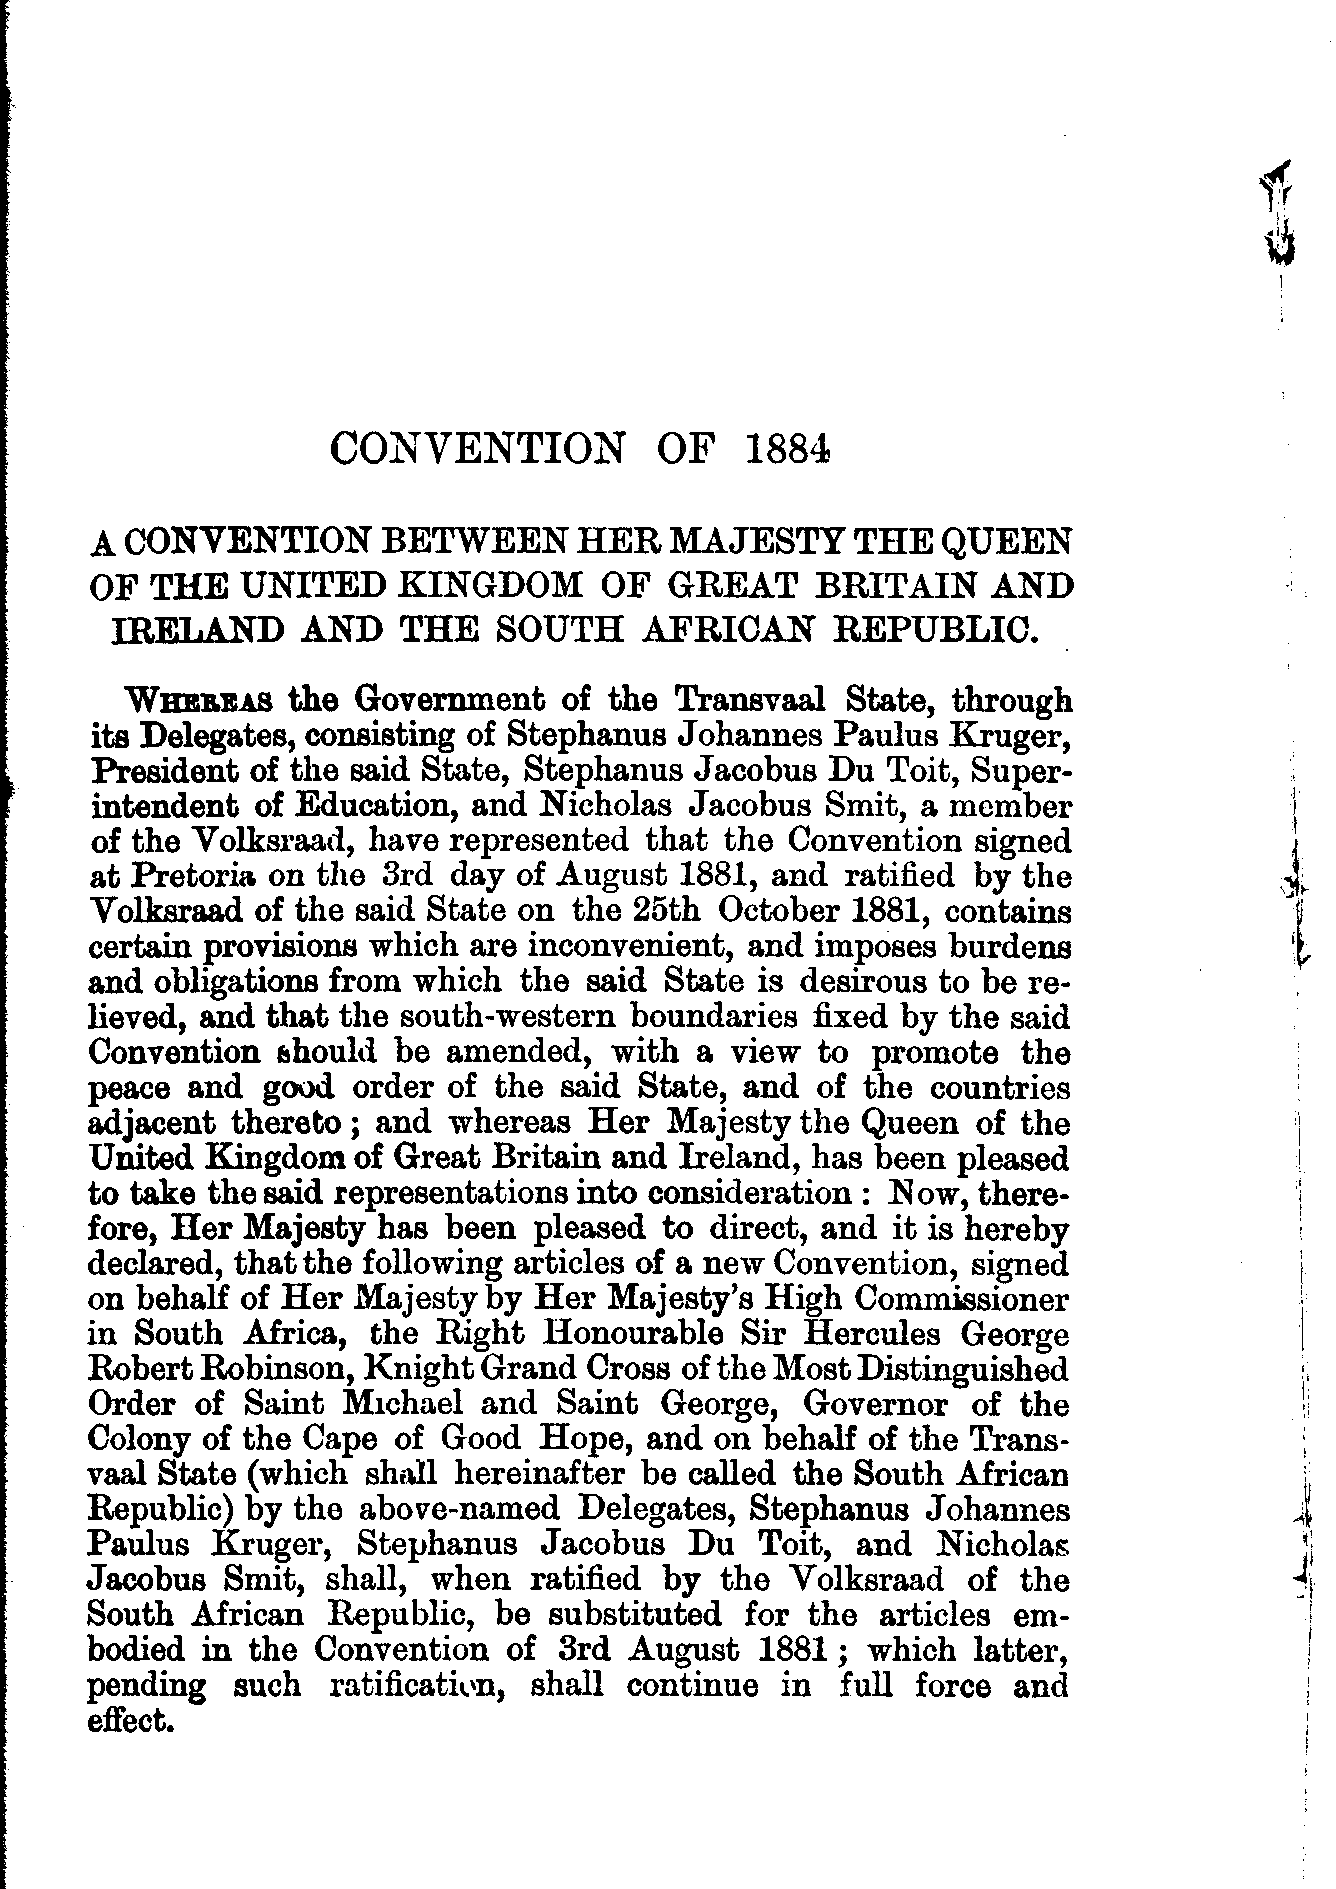 CONVENTION OF 1884
A CONVENTION BETWEEN HER MAJESTY THE QUEEN
OF THE UNITED KINGDOM OF GREAT BRITAIN AND
IRELAND AND THE SOUTH AFRICAN REPUBLIC.
WHEREAS the Government of the Transvaal State, through
its Delegates, consisting of Stephanus Johannes Paulus Kruger,
President of the said State, Stephanus Jacobus Du Toit, Super-
intendent of Education, and Nicholas Jacobus Smit, a member
of the Volksraad, have represented that the Convention signed
at Pretoria on the 3rd day of August 1881, and ratified by the
Volksraad of the said State on the 25th October 1881, contains
certain provisions which are inconvenient, and imposes burdens
and obligations from which the said State is desirous to be re-
lieved, and that the south-western boundaries fixed by the said
Convention should be amended, with a view to promote the
peace and good order of the said State, and of the countries
adjacent thereto; and whereas Her Majesty the Queen of the
United Kingdom of Great Britain and Ireland, has been pleased
to take the said representations into consideration: Now, there-
fore, Her Majesty has been pleased to direct, and it is hereby
declared, that the following articles of a new Convention, signed
on behalf of Her Majesty by Her Majesty's High Commissioner
in South Africa, the Right Honourable Sir Hercules George
Robert Robinson, Knight Grand Cross of the Most Distinguished
Order of Saint Michael and Saint George, Governor of the
Colony of the Cape of Good Hope, and on behalf of the Trans-
vaal State (which shall hereinafter be called the South African
Republic) by the above-named Delegates, Stephanus Johannes
Paulus Kruger, Stephanus Jacobus Du Toit, and Nicholas
Jacobus Smit, shall, when ratified by the Volksraad of the
South African Republic, be substituted for the articles em-
bodied in the Convention of 3rd August 1881; which latter,
pending such ratification, shall continue in full force and
effect.